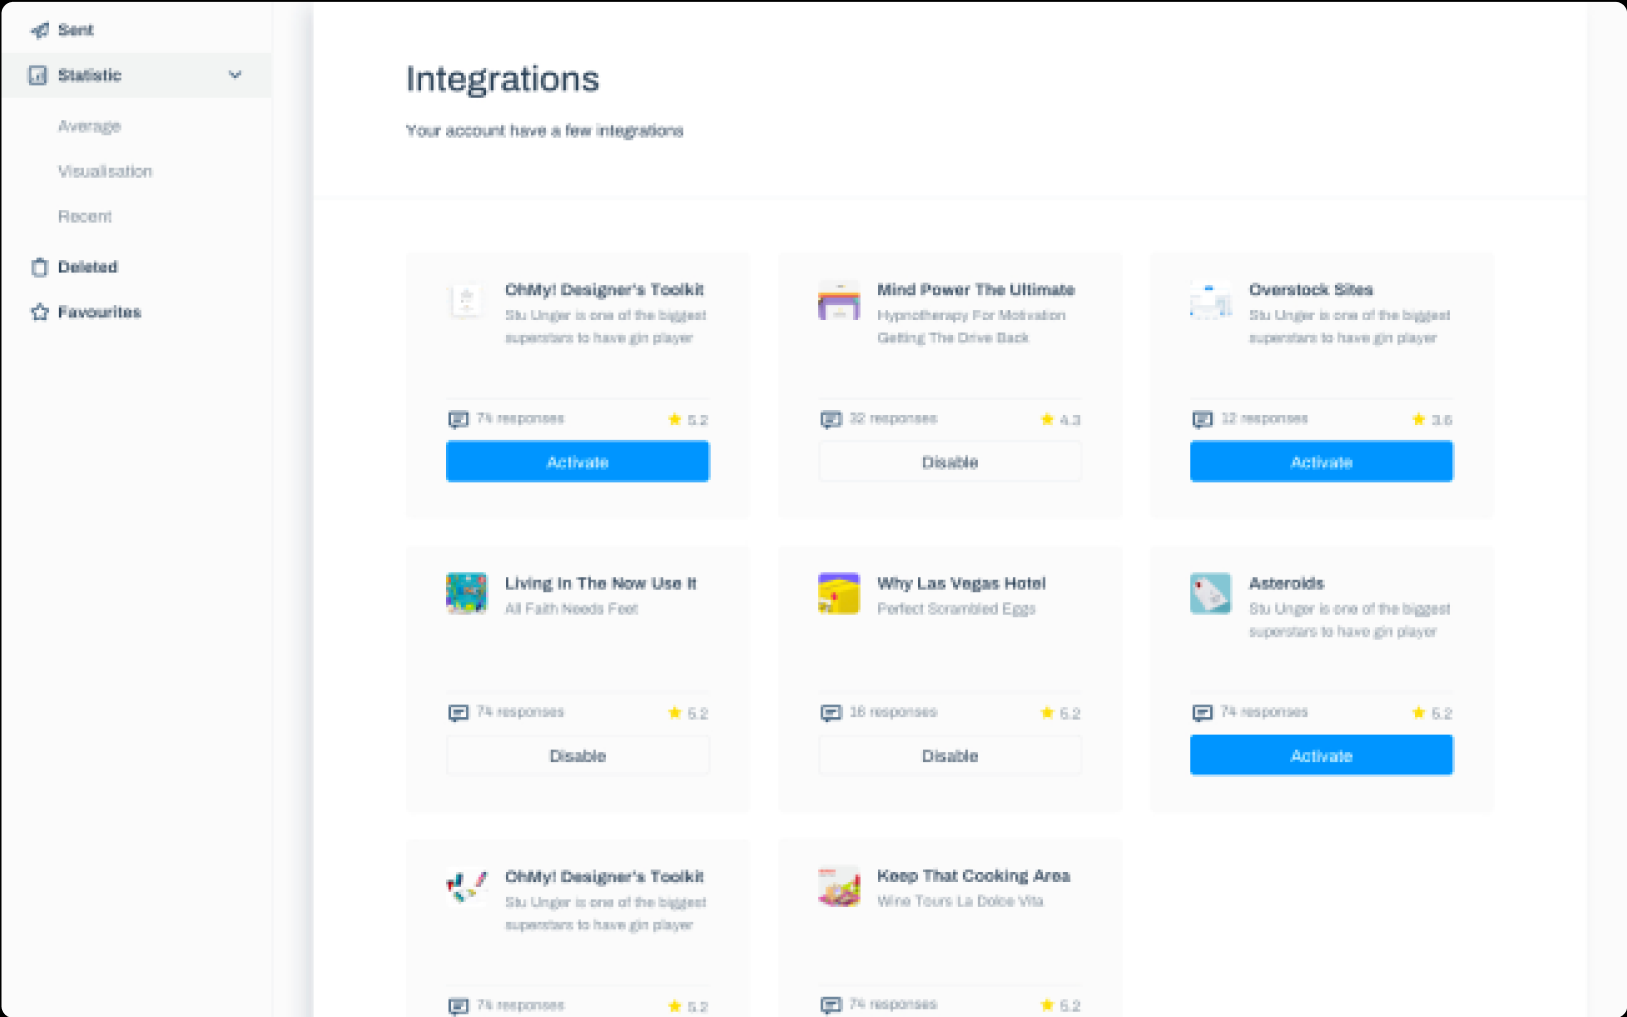 Sent
Statistic
Average
Visualisation
Recent
Deleted
Favourites
Integrations
Your account have a few integrations
OhMy! Designer's Toolkit
Stu Unger is one of the biggest
superstars to have gin player
74 responses
5.2
Activate
Mind Power The Ultimate
Hypnotherapy For Motivation
Getting The Drive Back
32 responses
4.3
Disable
Overstock Sites
Stu Unger is one of the biggest
superstars to have gin player
12 responses
3.6
Activate
Living In The Now Use It
All Faith Needs Feet
74 responses
5.2
Disable
Why Las Vegas Hotel
Perfect Scrambled Eggs
16 responses
5.2
Disable
Asteroids
Stu Unger is one of the biggest
superstars to have gin player
74 responses
5.2
Activate
OhMy! Designer's Toolkit
Stu Unger is one of the biggest
superstars to have gin player
74 responses
5.2
Keep That Cooking Area
Wine Tours La Dolce Vita
74 responses
5.2